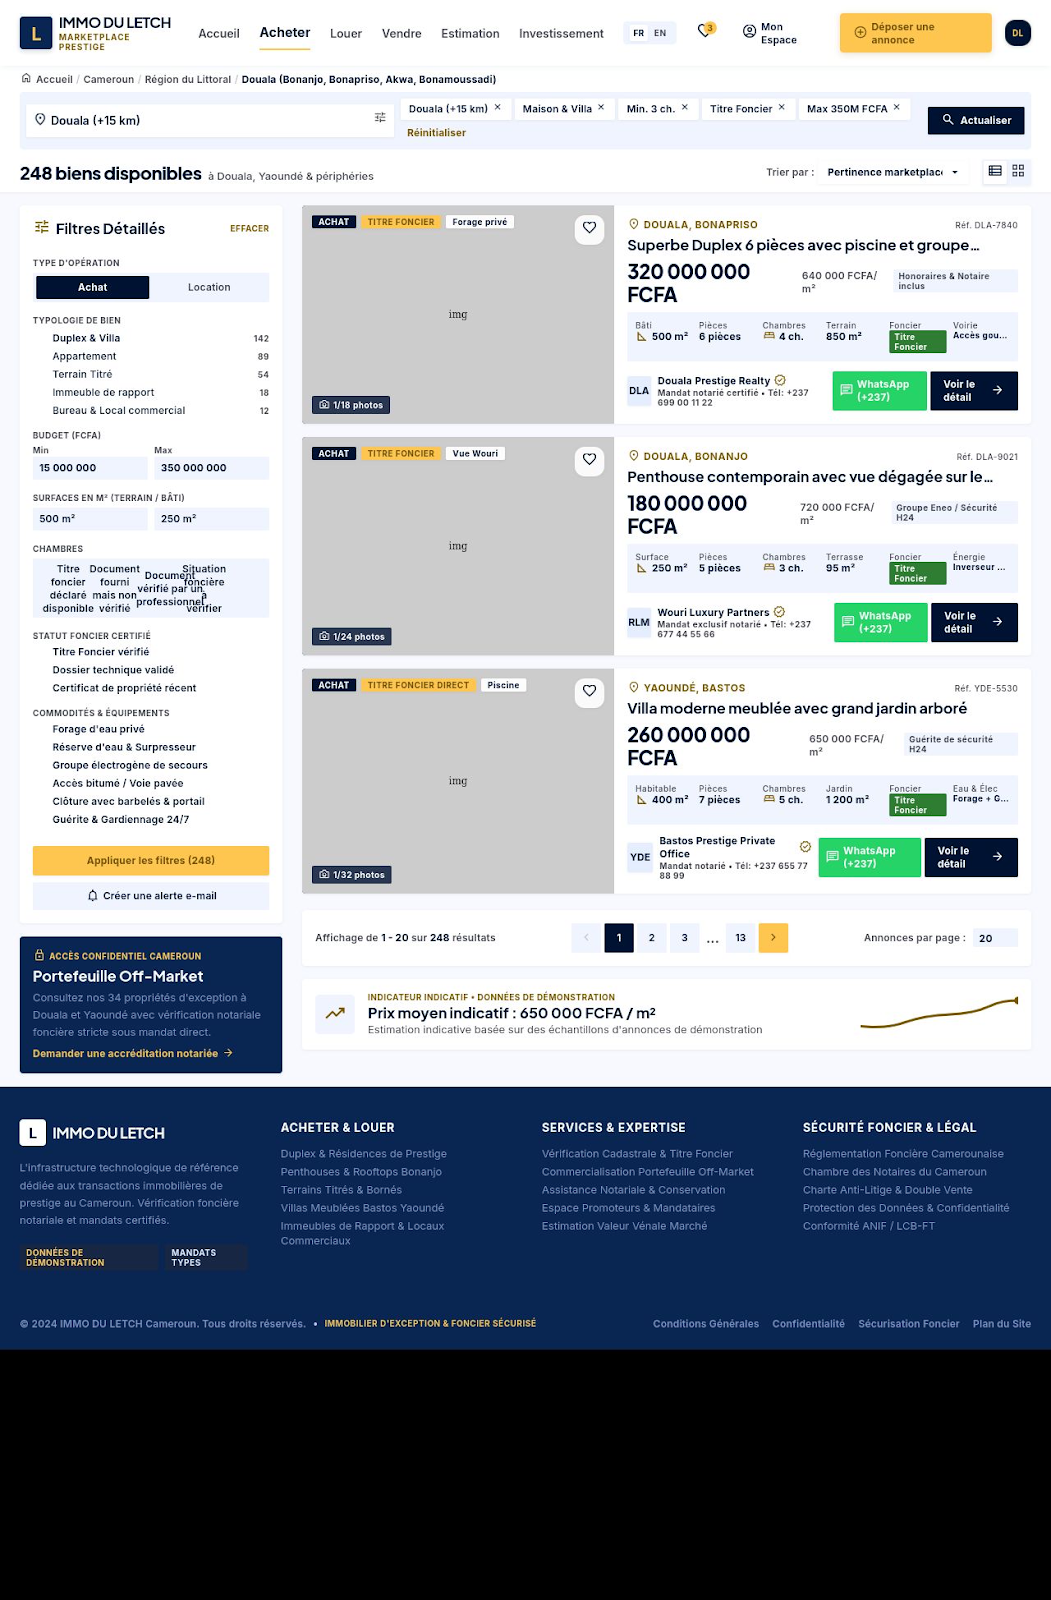 L IMMO DU LETCH
MARKETPLACE
PRESTIGE
Accueil Acheter Louer Vendre Estimation Investissement
FR EN
3
Mon
Espace
Déposer une
annonce
DL
Accueil / Cameroun / Région du Littoral / Douala (Bonanjo, Bonapriso, Akwa, Bonamoussadi)
Douala (+15 km)
Douala (+15 km) × Maison & Villa × Min. 3 ch. × Titre Foncier × Max 350M FCFA ×
Réinitialiser
Actualiser
248 biens disponibles à Douala, Yaoundé & périphéries
Trier par : Pertinence marketplace
Filtres Détaillés EFFACER
TYPE D'OPÉRATION
Achat Location
TYPOLOGIE DE BIEN
Duplex & Villa 142
Appartement 89
Terrain Titré 54
Immeuble de rapport 18
Bureau & Local commercial 12
BUDGET (FCFA)
Min Max
15 000 000 350 000 000
SURFACES EN M² (TERRAIN / BÂTI)
500 m² 250 m²
CHAMBRES
Titre foncier déclaré disponible
Document fourni mais non vérifié
Document vérifié par un professionnel
Situation foncière à vérifier
STATUT FONCIER CERTIFIÉ
Titre Foncier vérifié
Dossier technique validé
Certificat de propriété récent
COMMODITÉS & ÉQUIPEMENTS
Forage d'eau privé
Réserve d'eau & Surpresseur
Groupe électrogène de secours
Accès bitumé / Voie pavée
Clôture avec barbelés & portail
Guérite & Gardiennage 24/7
Appliquer les filtres (248)
Créer une alerte e-mail
ACCÈS CONFIDENTIEL CAMEROUN
Portefeuille Off-Market
Consultez nos 34 propriétés d'exception à
Douala et Yaoundé avec vérification notariale
foncière stricte sous mandat direct.
Demander une accréditation notariée →
ACHAT TITRE FONCIER Forage privé
img
1/18 photos
DOUALA, BONAPRISO Réf. DLA-7840
Superbe Duplex 6 pièces avec piscine et groupe…
320 000 000
FCFA
640 000 FCFA/
m²
Honoraires & Notaire
inclus
Bâti Pièces Chambres Terrain Foncier Voirie
500 m² 6 pièces 4 ch. 850 m² Titre Foncier Accès gou…
DLA
Douala Prestige Realty
Mandat notarié certifié • Tél: +237
699 00 11 22
WhatsApp
(+237)
Voir le
détail →
ACHAT TITRE FONCIER Vue Wouri
img
1/24 photos
DOUALA, BONANJO Réf. DLA-9021
Penthouse contemporain avec vue dégagée sur le…
180 000 000
FCFA
720 000 FCFA/
m²
Groupe Eneo / Sécurité
H24
Surface Pièces Chambres Terrasse Foncier Énergie
250 m² 5 pièces 3 ch. 95 m² Titre Foncier Inverseur …
RLM
Wouri Luxury Partners
Mandat exclusif notarié • Tél: +237
677 44 55 66
WhatsApp
(+237)
Voir le
détail →
ACHAT TITRE FONCIER DIRECT Piscine
img
1/32 photos
YAOUNDÉ, BASTOS Réf. YDE-5530
Villa moderne meublée avec grand jardin arboré
260 000 000
FCFA
650 000 FCFA/
m²
Guérite de sécurité
H24
Habitable Pièces Chambres Jardin Foncier Eau & Élec
400 m² 7 pièces 5 ch. 1 200 m² Titre Foncier Forage + G…
YDE
Bastos Prestige Private
Office
Mandat notarié • Tél: +237 655 77
88 99
WhatsApp
(+237)
Voir le
détail →
Affichage de 1 - 20 sur 248 résultats
‹ 1 2 3 ... 13 ›
Annonces par page : 20
INDICATEUR INDICATIF • DONNÉES DE DÉMONSTRATION
Prix moyen indicatif : 650 000 FCFA / m²
Estimation indicative basée sur des échantillons d'annonces de démonstration
L IMMO DU LETCH
L'infrastructure technologique de référence
dédiée aux transactions immobilières de
prestige au Cameroun. Vérification foncière
notariale et mandats certifiés.
DONNÉES DE
DÉMONSTRATION
MANDATS
TYPES
ACHETER & LOUER
Duplex & Résidences de Prestige
Penthouses & Rooftops Bonanjo
Terrains Titrés & Bornés
Villas Meublées Bastos Yaoundé
Immeubles de Rapport & Locaux
Commerciaux
SERVICES & EXPERTISE
Vérification Cadastrale & Titre Foncier
Commercialisation Portefeuille Off-Market
Assistance Notariale & Conservation
Espace Promoteurs & Mandataires
Estimation Valeur Vénale Marché
SÉCURITÉ FONCIER & LÉGAL
Réglementation Foncière Camerounaise
Chambre des Notaires du Cameroun
Charte Anti-Litige & Double Vente
Protection des Données & Confidentialité
Conformité ANIF / LCB-FT
© 2024 IMMO DU LETCH Cameroun. Tous droits réservés. • IMMOBILIER D'EXCEPTION & FONCIER SÉCURISÉ
Conditions Générales Confidentialité Sécurisation Foncier Plan du Site